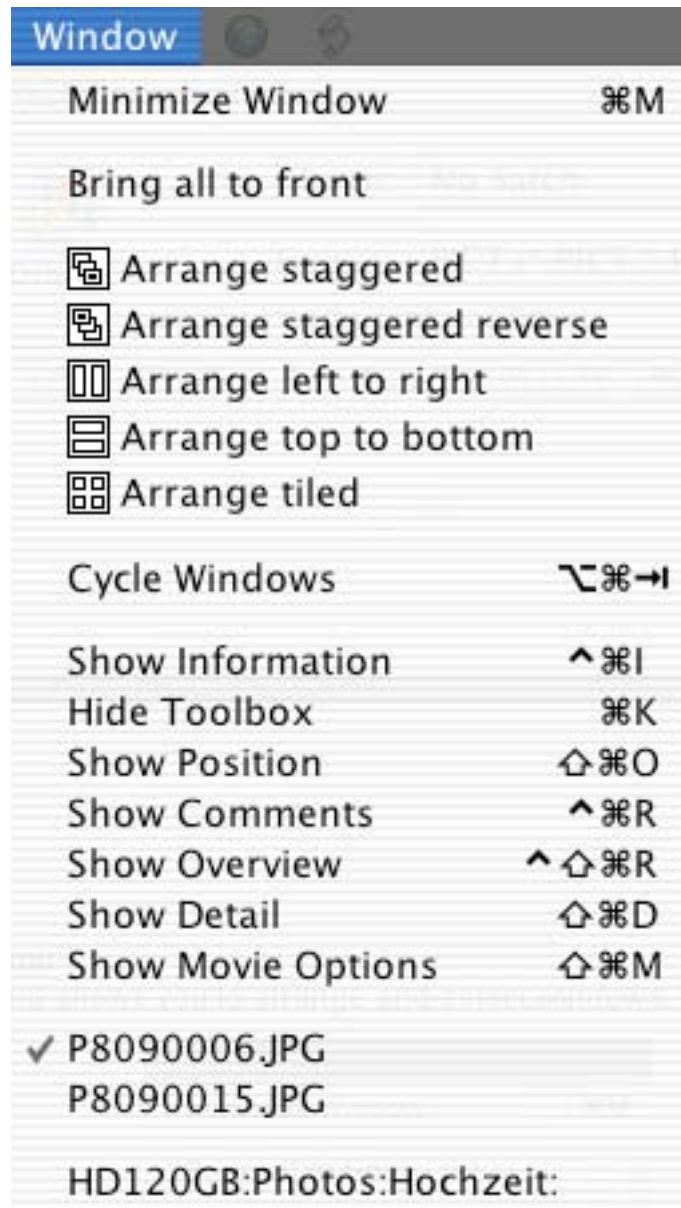 Window
Minimize Window ⌘M
Bring all to front
Arrange staggered
Arrange staggered reverse
Arrange left to right
Arrange top to bottom
Arrange tiled
Cycle Windows ⌥⌘⇥
Show Information ^⌘I
Hide Toolbox ⌘K
Show Position ⇧⌘O
Show Comments ^⌘R
Show Overview ^⇧⌘R
Show Detail ⇧⌘D
Show Movie Options ⇧⌘M
✓ P8090006.JPG
P8090015.JPG
HD120GB:Photos:Hochzeit: